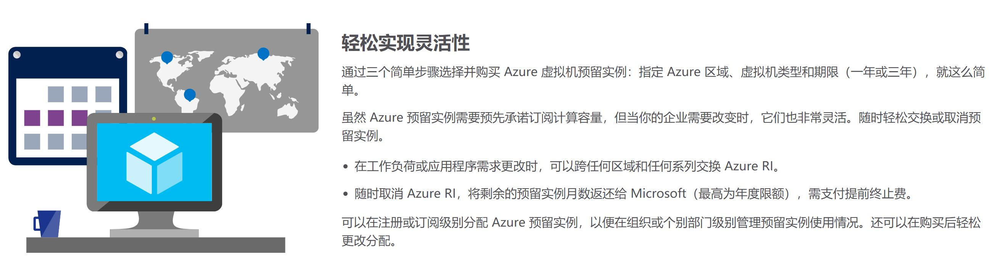 轻松实现灵活性
通过三个简单步骤选择并购买 Azure 虚拟机预留实例：指定 Azure 区域、虚拟机类型和期限（一年或三年），就这么简
单。
虽然 Azure 预留实例需要预先承诺订阅计算容量，但当你的企业需要改变时，它们也非常灵活。随时轻松交换或取消预
留实例。
• 在工作负荷或应用程序需求更改时，可以跨任何区域和任何系列交换 Azure RI。
• 随时取消 Azure RI，将剩余的预留实例月数返还给 Microsoft（最高为年度限额），需支付提前终止费。
可以在注册或订阅级别分配 Azure 预留实例，以便在组织或个别部门级别管理预留实例使用情况。还可以在购买后轻松
更改分配。